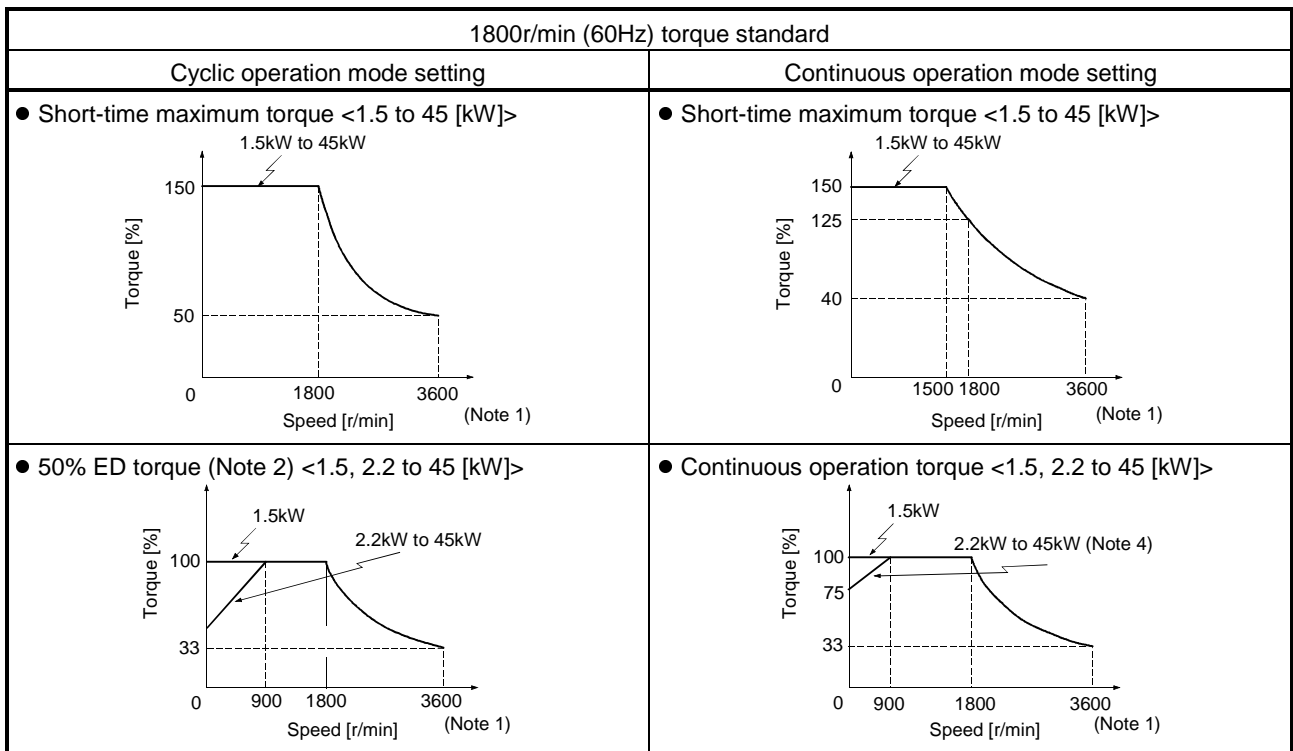 1800r/min (60Hz) torque standard
Cyclic operation mode setting
Continuous operation mode setting
● Short-time maximum torque <1.5 to 45 [kW]>
1.5kW to 45kW
150
50
0
1800
3600
Torque [%]
Speed [r/min]
(Note 1)
● Short-time maximum torque <1.5 to 45 [kW]>
1.5kW to 45kW
150
125
40
0
1500 1800
3600
Torque [%]
Speed [r/min]
(Note 1)
● 50% ED torque (Note 2) <1.5, 2.2 to 45 [kW]>
1.5kW
2.2kW to 45kW
100
33
0
900
1800
3600
Torque [%]
Speed [r/min]
(Note 1)
● Continuous operation torque <1.5, 2.2 to 45 [kW]>
1.5kW
2.2kW to 45kW (Note 4)
100
75
33
0
900
1800
3600
Torque [%]
Speed [r/min]
(Note 1)